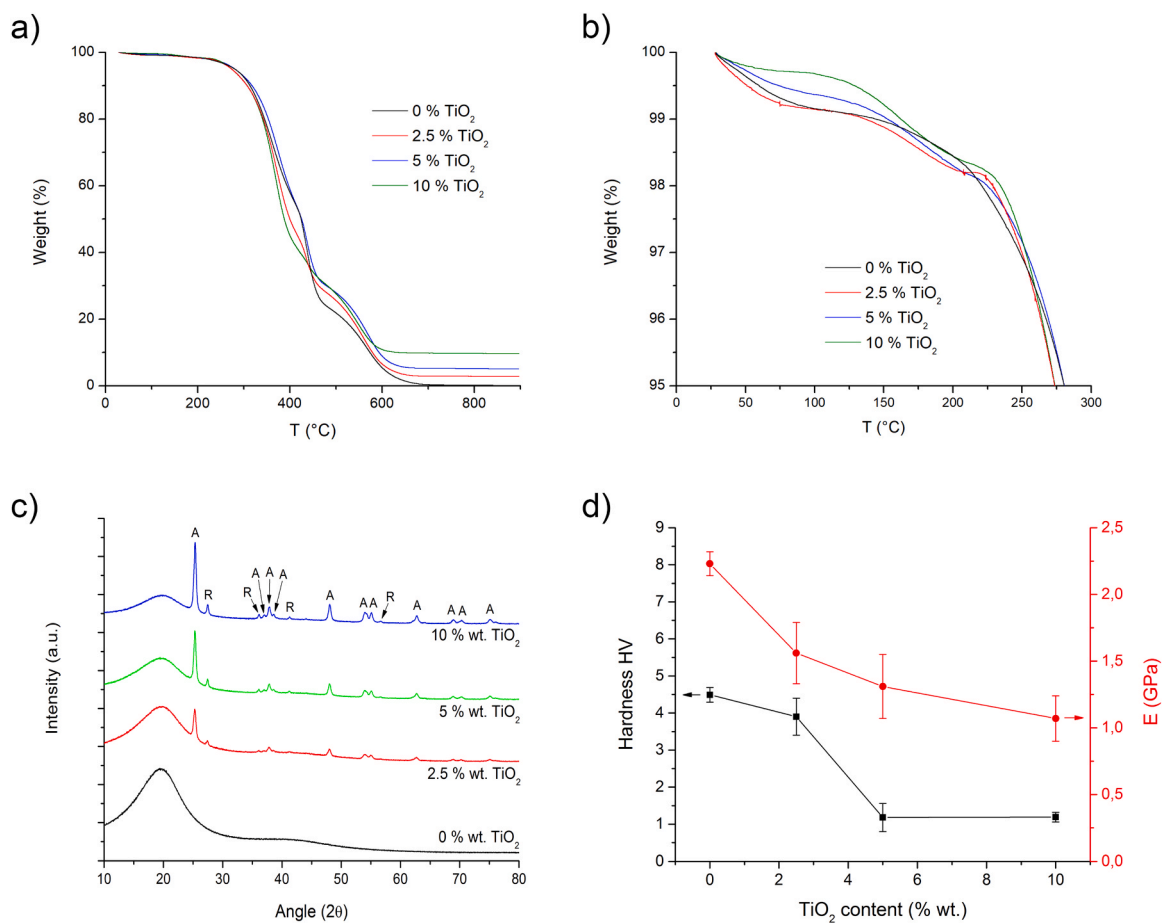 a)
100
80
60
40
20
0
0
200
400
600
800
Weight (%)
T (°C)
0 % TiO₂
2.5 % TiO₂
5 % TiO₂
10 % TiO₂
b)
100
99
98
97
96
95
0
50
100
150
200
250
300
Weight (%)
T (°C)
0 % TiO₂
2.5 % TiO₂
5 % TiO₂
10 % TiO₂
c)
Intensity (a.u.)
A
R
R
A
A
A
R
A
A
A
R
A
A
A
A
10 % wt. TiO₂
5 % wt. TiO₂
2.5 % wt. TiO₂
0 % wt. TiO₂
10
20
30
40
50
60
70
80
Angle (2θ)
d)
9
8
7
6
5
4
3
2
1
0
Hardness HV
2,5
2,0
1,5
1,0
0,5
0,0
E (GPa)
0
2
4
6
8
10
TiO₂ content (% wt.)